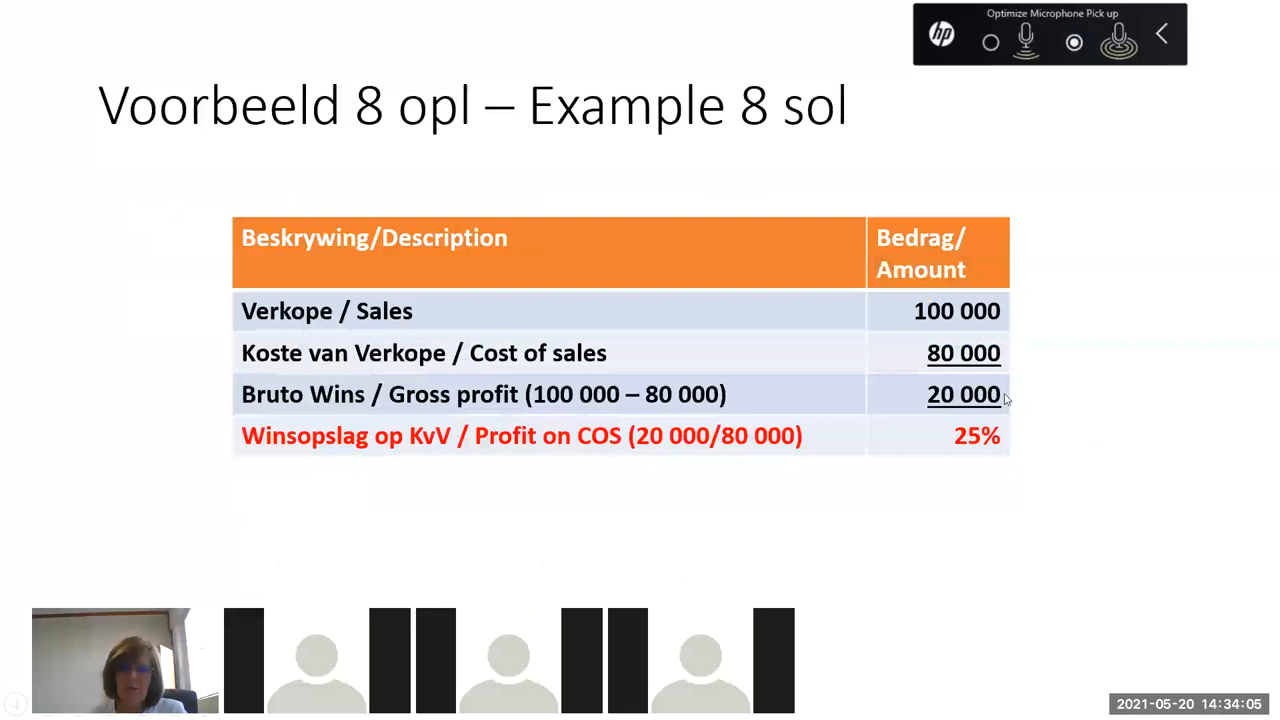 Optimize Microphone Pick up
hp
Voorbeeld 8 opl – Example 8 sol
Beskrywing/Description Bedrag/
Amount
Verkope / Sales 100 000
Koste van Verkope / Cost of sales 80 000
Bruto Wins / Gross profit (100 000 – 80 000) 20 000
Winsopslag op KvV / Profit on COS (20 000/80 000) 25%
2021-05-20 14:34:05